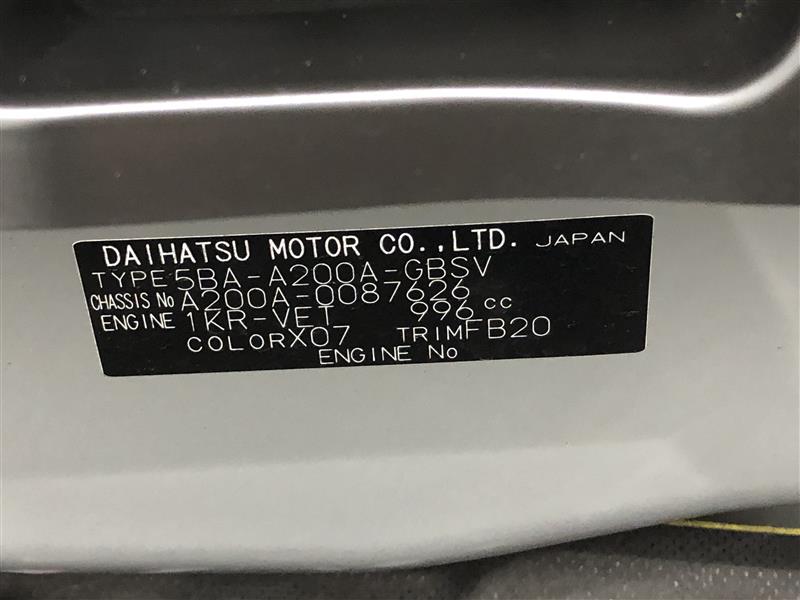 DAIHATSU MOTOR CO.,LTD. JAPAN
TYPE 5BA-A200A-GBSV
CHASSIS No A200A-0087626
ENGINE 1KR-VET 996 cc
COLOR X07 TRIM FB20
ENGINE No